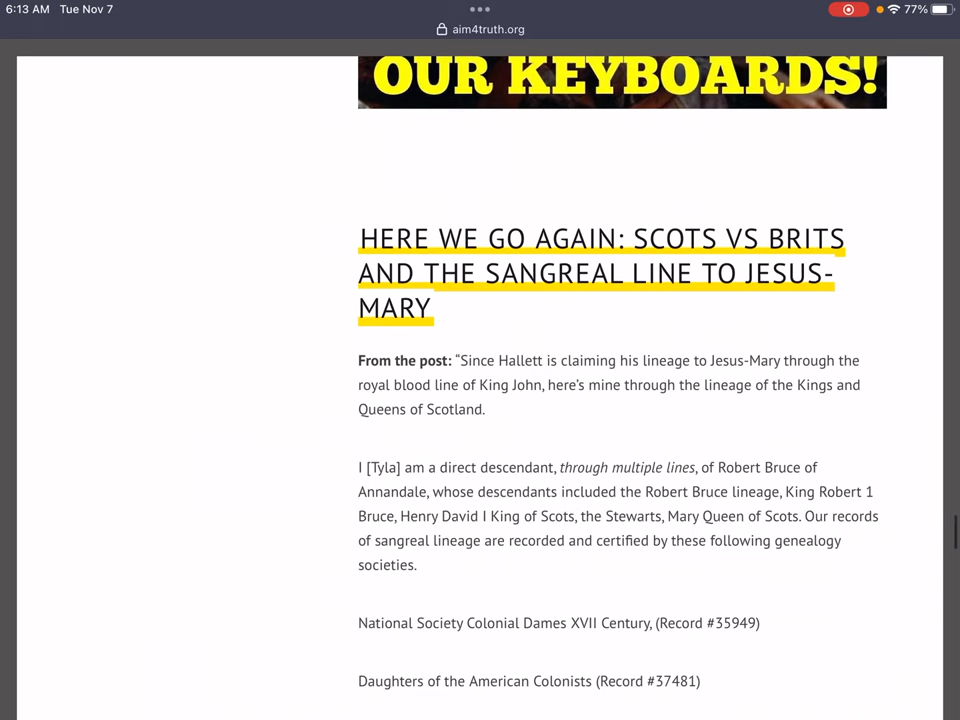 6:13 AM Tue Nov 7
77%
aim4truth.org
OUR KEYBOARDS!
HERE WE GO AGAIN: SCOTS VS BRITS
AND THE SANGREAL LINE TO JESUS-
MARY
From the post: “Since Hallett is claiming his lineage to Jesus-Mary through the
royal blood line of King John, here’s mine through the lineage of the Kings and
Queens of Scotland.
I [Tyla] am a direct descendant, through multiple lines, of Robert Bruce of
Annandale, whose descendants included the Robert Bruce lineage, King Robert 1
Bruce, Henry David I King of Scots, the Stewarts, Mary Queen of Scots. Our records
of sangreal lineage are recorded and certified by these following genealogy
societies.
National Society Colonial Dames XVII Century, (Record #35949)
Daughters of the American Colonists (Record #37481)